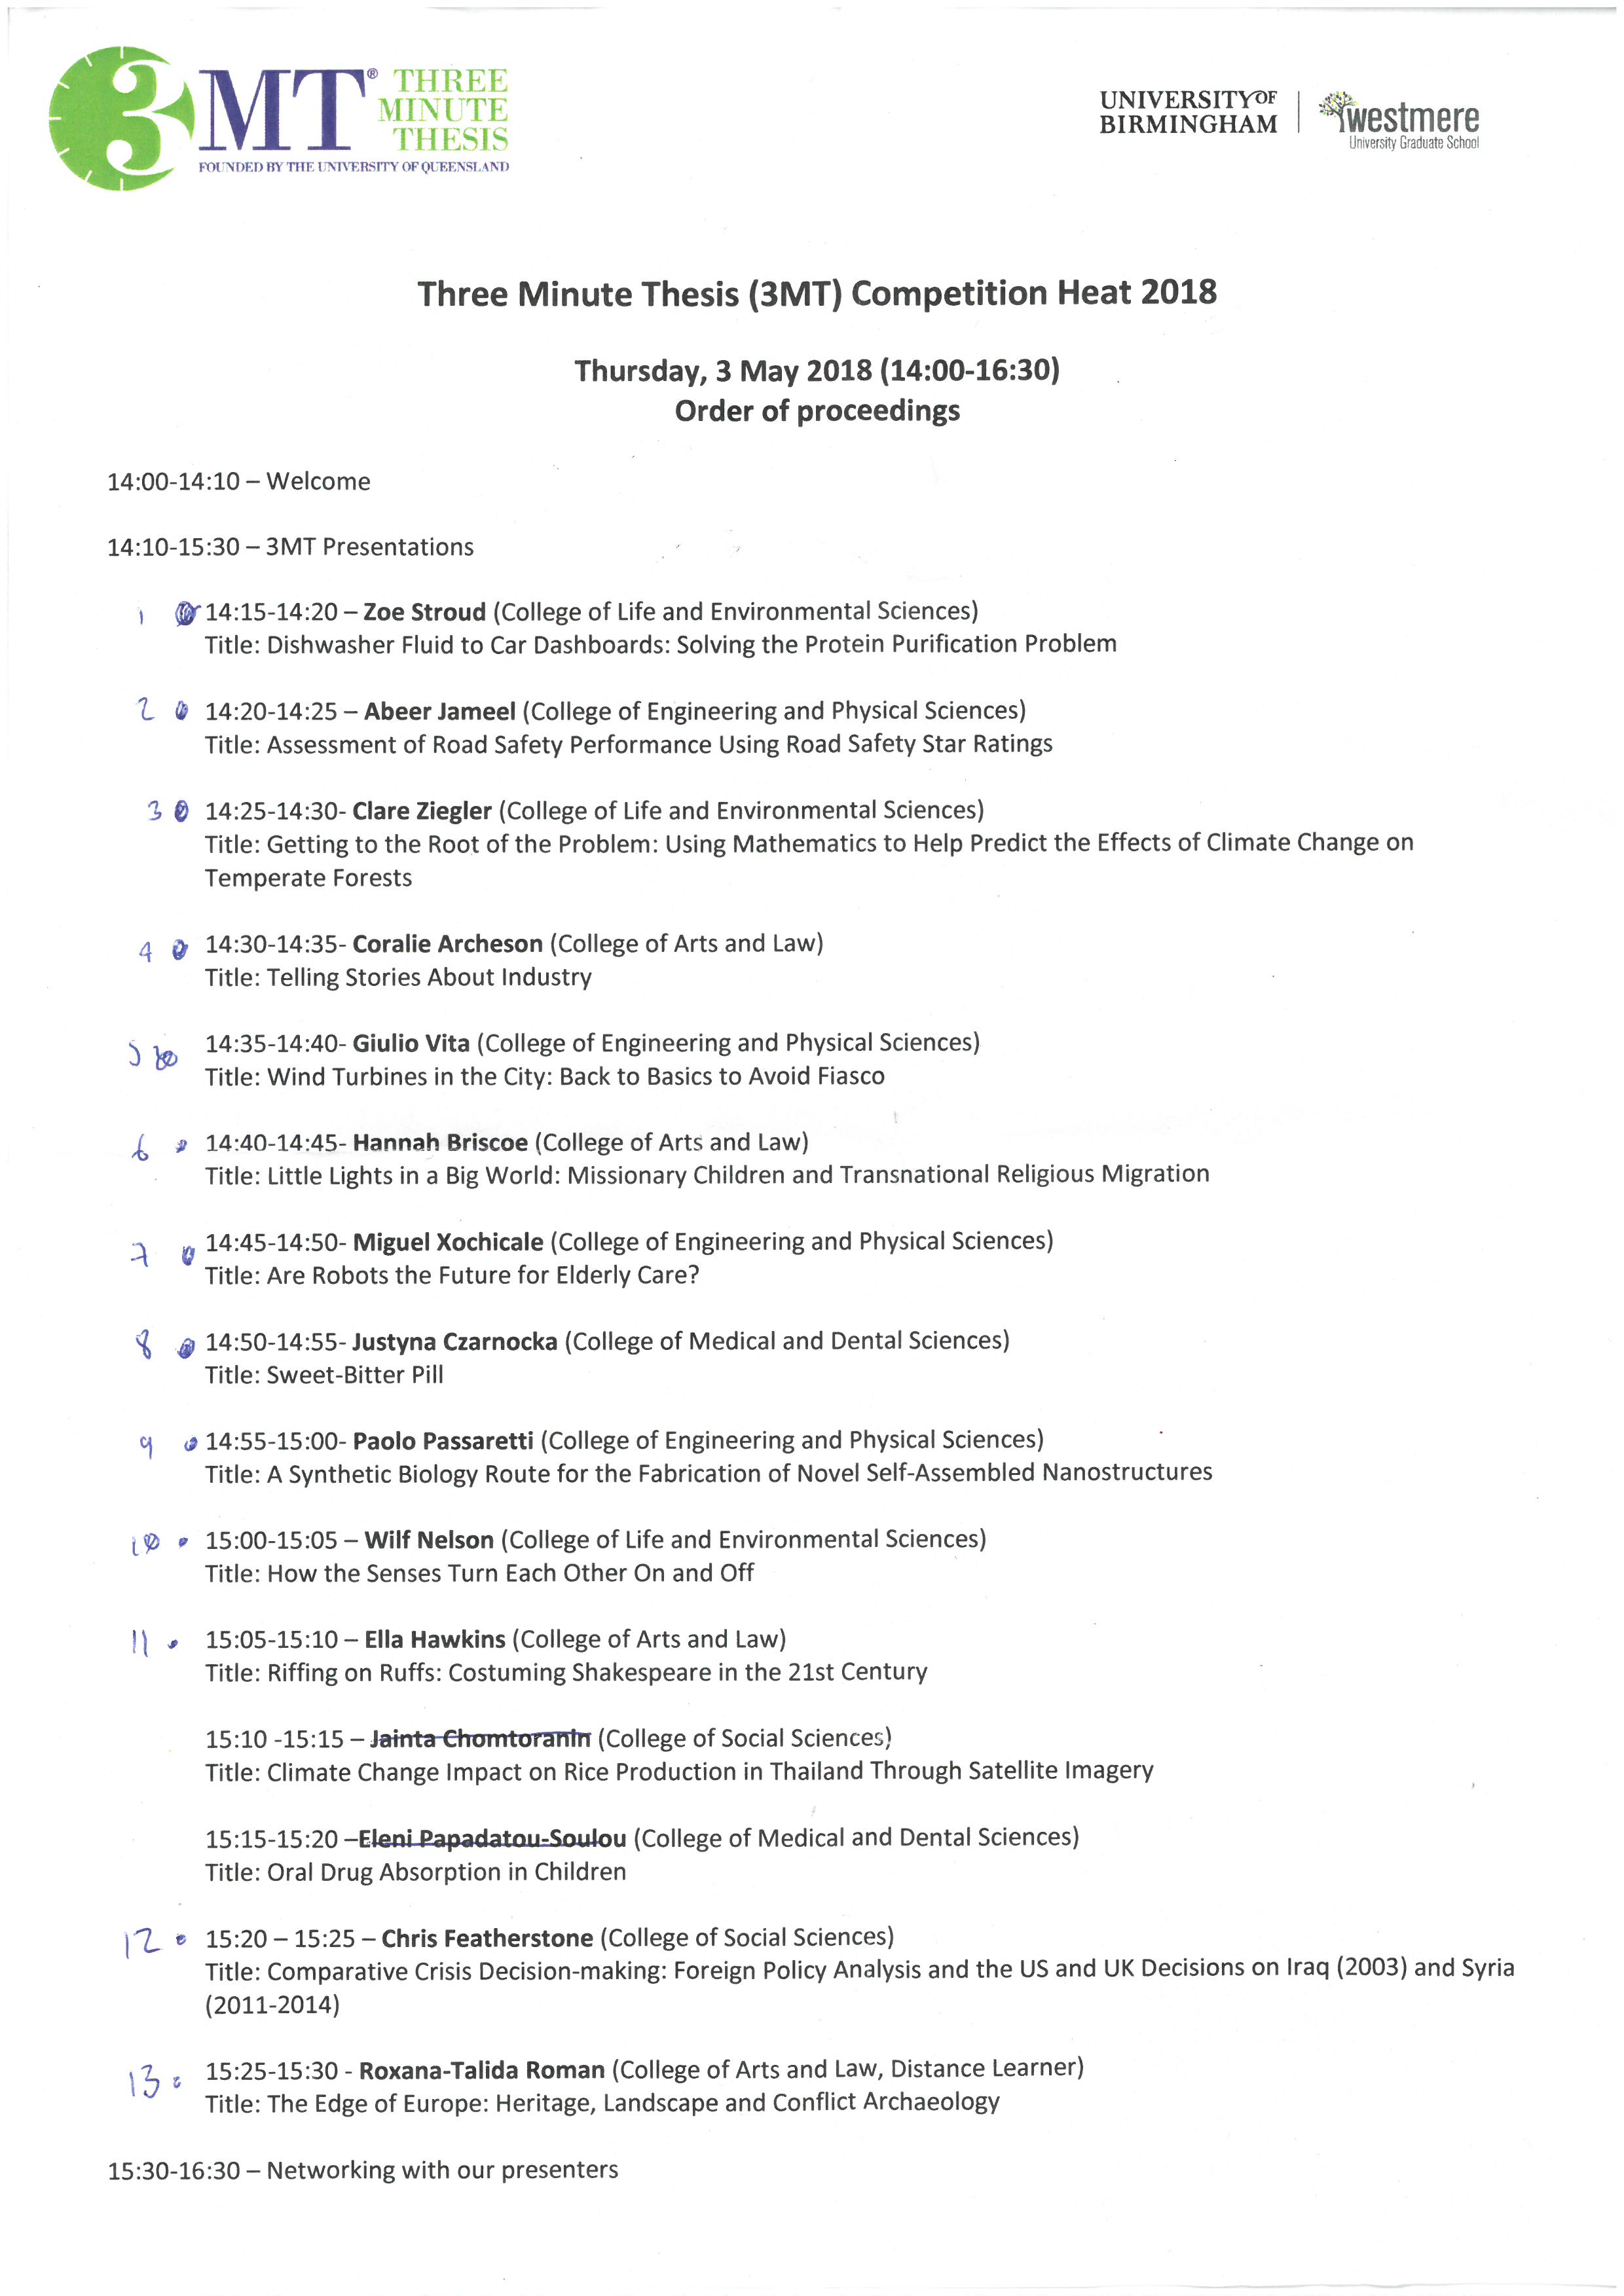 3MT® THREE
MINUTE
THESIS
FOUNDED BY THE UNIVERSITY OF QUEENSLAND
UNIVERSITY OF
BIRMINGHAM
westmere
University Graduate School
Three Minute Thesis (3MT) Competition Heat 2018
Thursday, 3 May 2018 (14:00-16:30)
Order of proceedings
14:00-14:10 – Welcome
14:10-15:30 – 3MT Presentations
1 14:15-14:20 – Zoe Stroud (College of Life and Environmental Sciences)
Title: Dishwasher Fluid to Car Dashboards: Solving the Protein Purification Problem
2 14:20-14:25 – Abeer Jameel (College of Engineering and Physical Sciences)
Title: Assessment of Road Safety Performance Using Road Safety Star Ratings
3 14:25-14:30- Clare Ziegler (College of Life and Environmental Sciences)
Title: Getting to the Root of the Problem: Using Mathematics to Help Predict the Effects of Climate Change on
Temperate Forests
4 14:30-14:35- Coralie Archeson (College of Arts and Law)
Title: Telling Stories About Industry
5 14:35-14:40- Giulio Vita (College of Engineering and Physical Sciences)
Title: Wind Turbines in the City: Back to Basics to Avoid Fiasco
6 14:40-14:45- Hannah Briscoe (College of Arts and Law)
Title: Little Lights in a Big World: Missionary Children and Transnational Religious Migration
7 14:45-14:50- Miguel Xochicale (College of Engineering and Physical Sciences)
Title: Are Robots the Future for Elderly Care?
8 14:50-14:55- Justyna Czarnocka (College of Medical and Dental Sciences)
Title: Sweet-Bitter Pill
9 14:55-15:00- Paolo Passaretti (College of Engineering and Physical Sciences)
Title: A Synthetic Biology Route for the Fabrication of Novel Self-Assembled Nanostructures
10 15:00-15:05 – Wilf Nelson (College of Life and Environmental Sciences)
Title: How the Senses Turn Each Other On and Off
11 15:05-15:10 – Ella Hawkins (College of Arts and Law)
Title: Riffing on Ruffs: Costuming Shakespeare in the 21st Century
15:10 -15:15 – Jainta Chomtoranin (College of Social Sciences)
Title: Climate Change Impact on Rice Production in Thailand Through Satellite Imagery
15:15-15:20 –Eleni Papadatou-Soulou (College of Medical and Dental Sciences)
Title: Oral Drug Absorption in Children
12 15:20 – 15:25 – Chris Featherstone (College of Social Sciences)
Title: Comparative Crisis Decision-making: Foreign Policy Analysis and the US and UK Decisions on Iraq (2003) and Syria
(2011-2014)
13 15:25-15:30 - Roxana-Talida Roman (College of Arts and Law, Distance Learner)
Title: The Edge of Europe: Heritage, Landscape and Conflict Archaeology
15:30-16:30 – Networking with our presenters